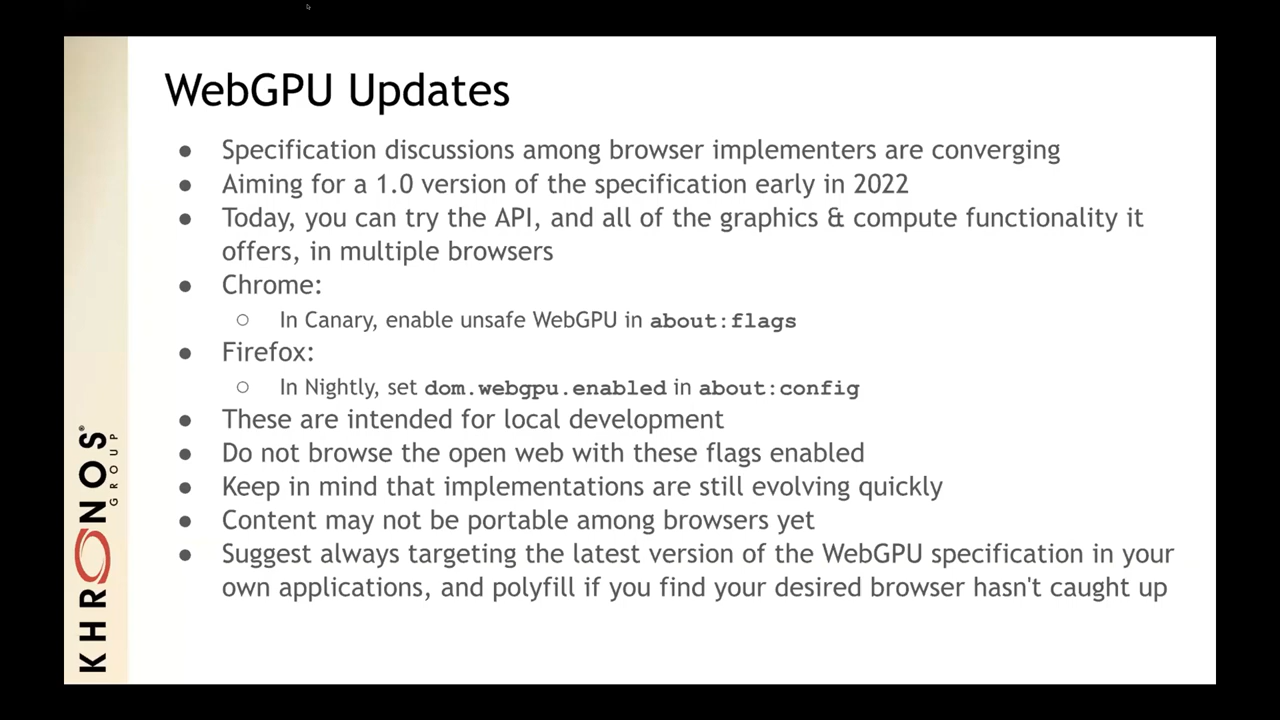 WebGPU Updates
● Specification discussions among browser implementers are converging
● Aiming for a 1.0 version of the specification early in 2022
● Today, you can try the API, and all of the graphics & compute functionality it
offers, in multiple browsers
● Chrome:
○ In Canary, enable unsafe WebGPU in about:flags
● Firefox:
○ In Nightly, set dom.webgpu.enabled in about:config
● These are intended for local development
● Do not browse the open web with these flags enabled
● Keep in mind that implementations are still evolving quickly
● Content may not be portable among browsers yet
● Suggest always targeting the latest version of the WebGPU specification in your
own applications, and polyfill if you find your desired browser hasn't caught up
KHRONOS®
GROUP